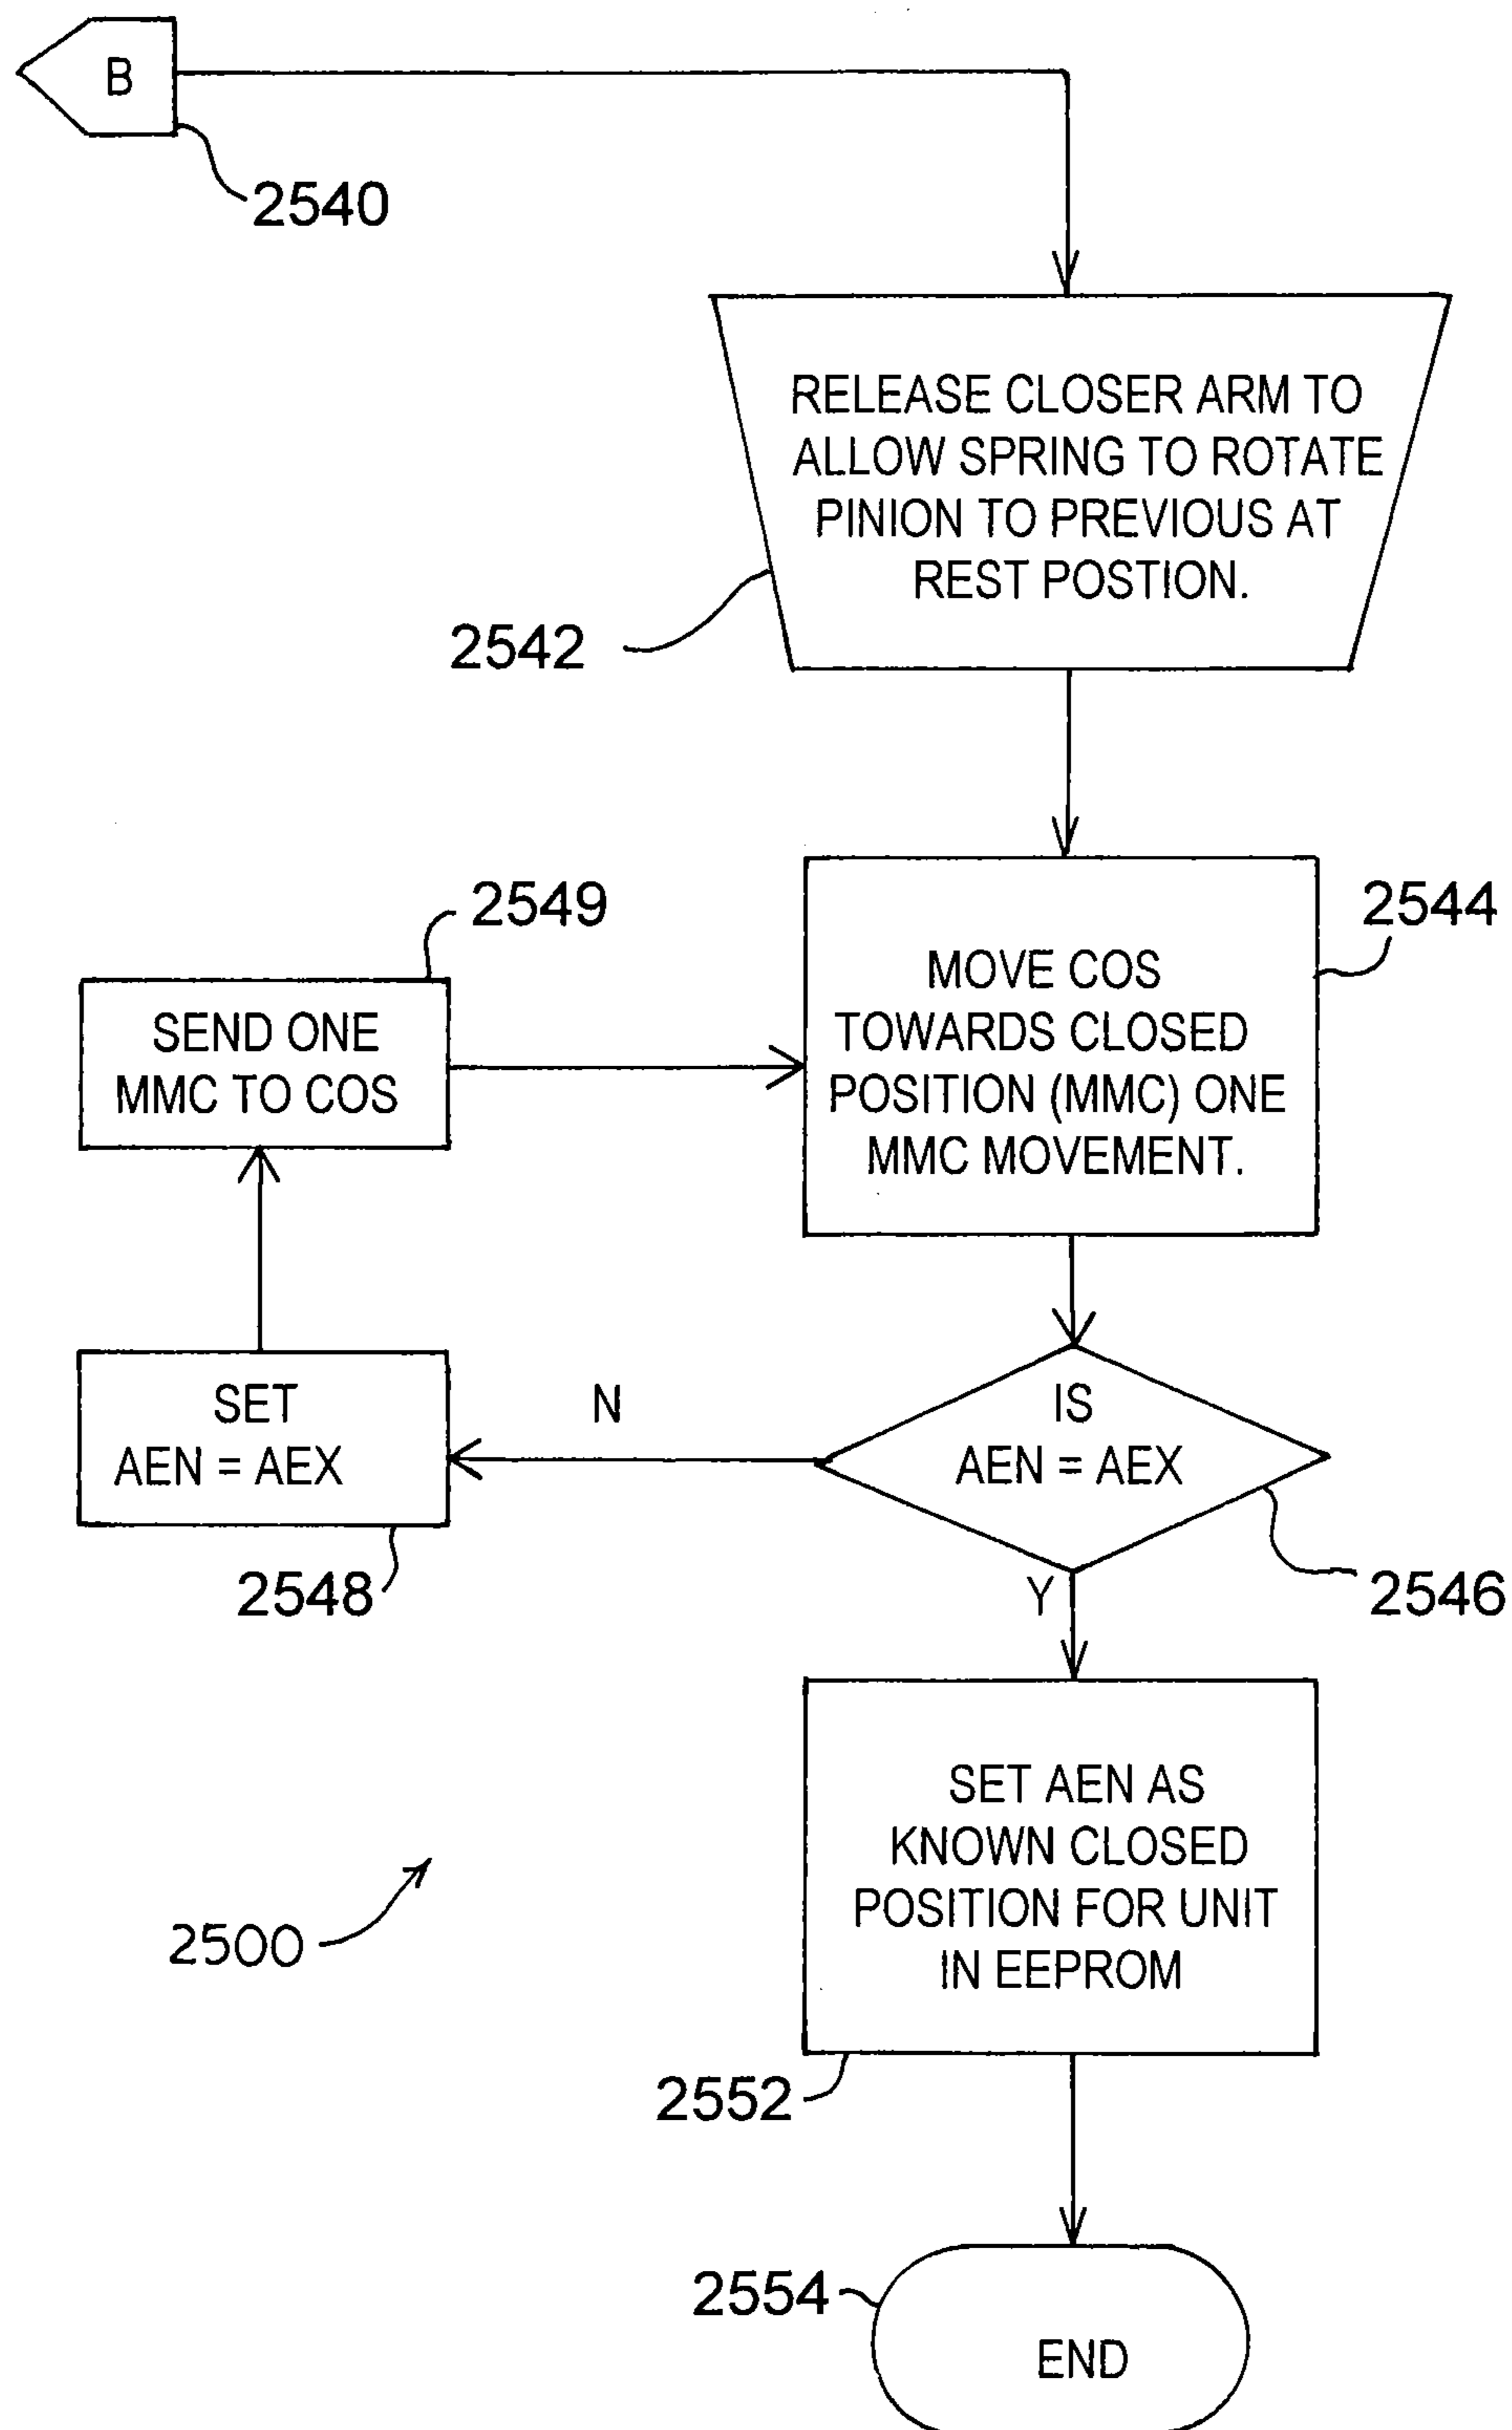 B
2540
RELEASE CLOSER ARM TO
ALLOW SPRING TO ROTATE
PINION TO PREVIOUS AT
REST POSTION.
2542
2549
2544
SEND ONE
MMC TO COS
MOVE COS
TOWARDS CLOSED
POSITION (MMC) ONE
MMC MOVEMENT.
SET
AEN = AEX
N
IS
AEN = AEX
2548
Y
2546
SET AEN AS
KNOWN CLOSED
POSITION FOR UNIT
IN EEPROM
2500
2552
2554
END